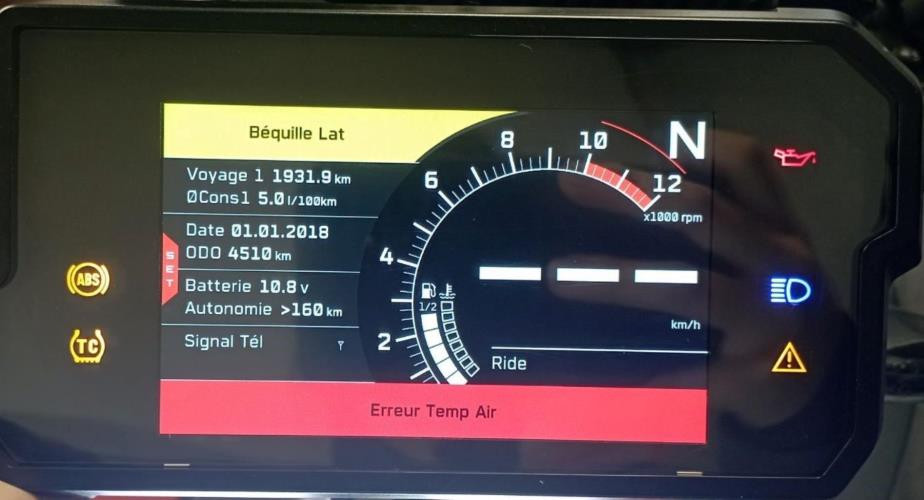 Béquille Lat
Voyage 1 1931.9 km
ØCons1 5.0 l/100km
Date 01.01.2018
ODO 4510 km
SET
Batterie 10.8 v
Autonomie >160 km
Signal Tél
N
8
10
6
12
x1000 rpm
4
1/2
2
km/h
Ride
Erreur Temp Air
ABS
TC